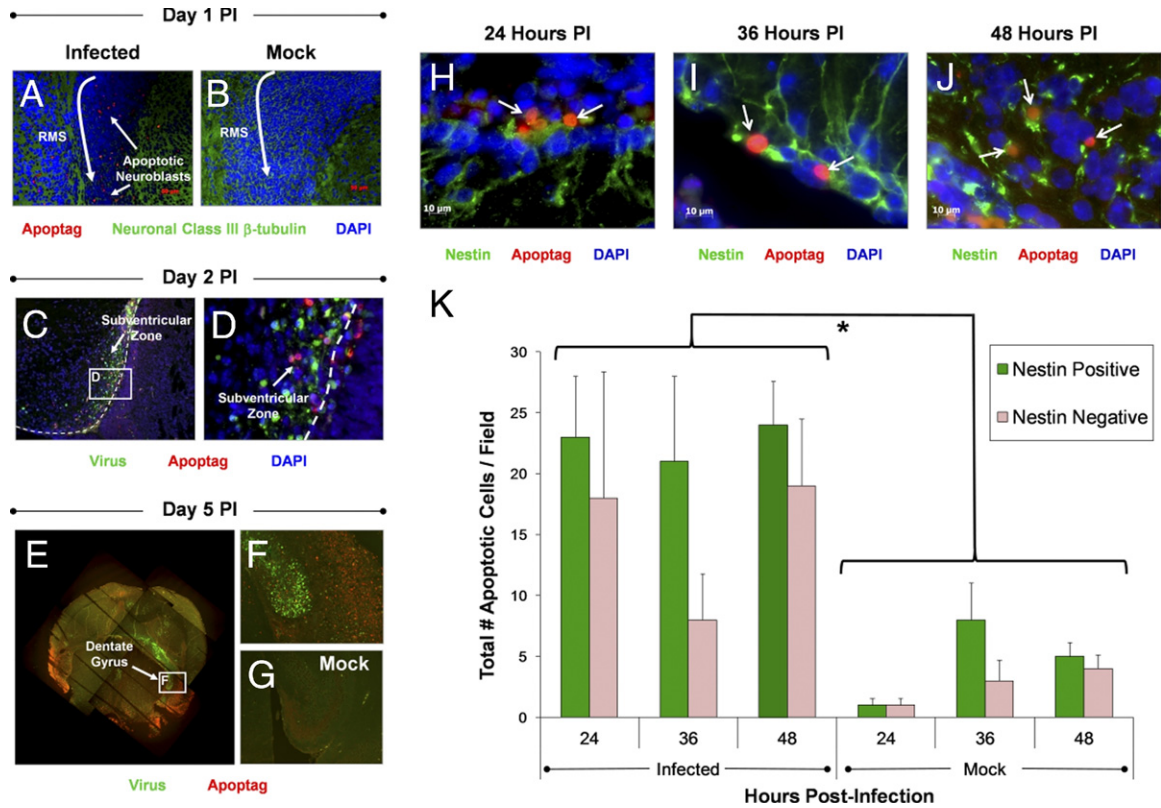 Day 1 PI
Infected
Mock
A
RMS
Apoptotic
Neuroblasts
B
RMS
Apoptag Neuronal Class III β-tubulin DAPI
Day 2 PI
C
Subventricular
Zone
D
D
Subventricular
Zone
Virus Apoptag DAPI
Day 5 PI
E
Dentate
Gyrus
F
F
G
Mock
Virus Apoptag
24 Hours PI
36 Hours PI
48 Hours PI
H
10 µm
I
10 µm
J
10 µm
Nestin Apoptag DAPI
Nestin Apoptag DAPI
Nestin Apoptag DAPI
K
*
Total # Apoptotic Cells / Field
30
25
20
15
10
5
0
Nestin Positive
Nestin Negative
24 36 48 24 36 48
Infected Mock
Hours Post-Infection